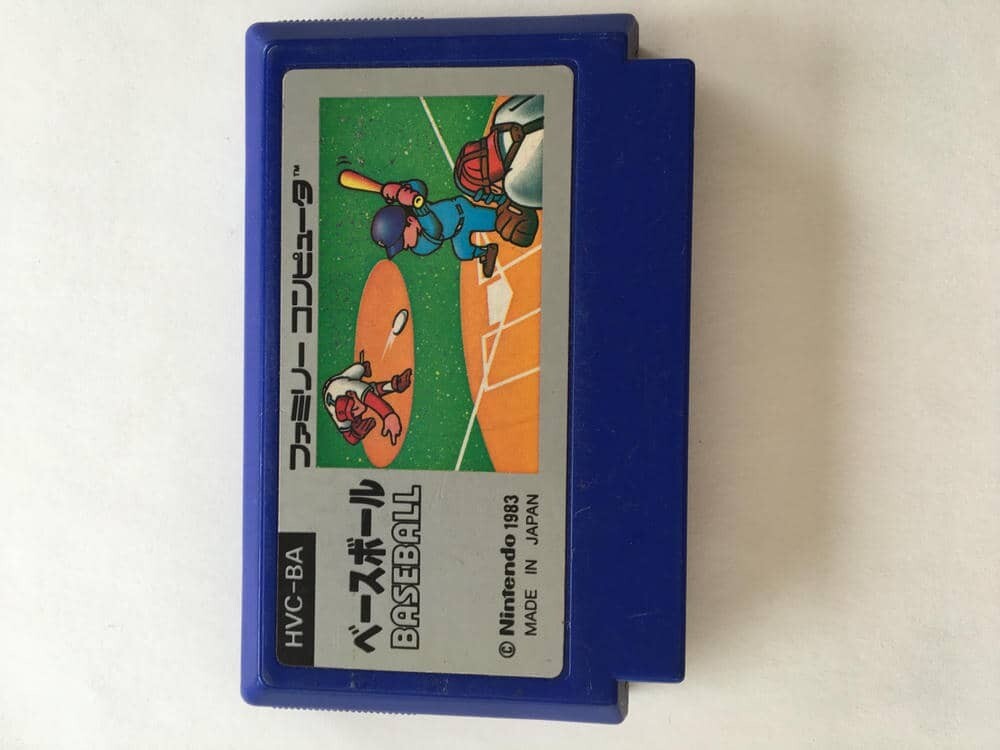 HVC-BA
ファミリー コンピュータ™
ベースボール
BASEBALL
© Nintendo 1983
MADE IN JAPAN